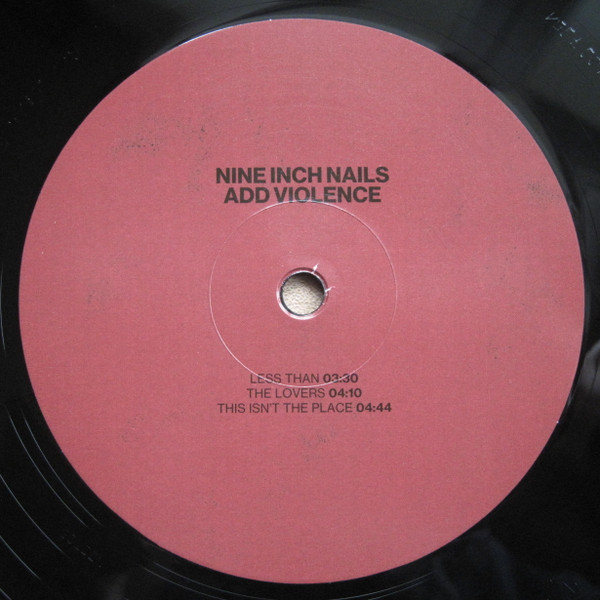 NINE INCH NAILS
ADD VIOLENCE
LESS THAN 03:30
THE LOVERS 04:10
THIS ISN'T THE PLACE 04:44